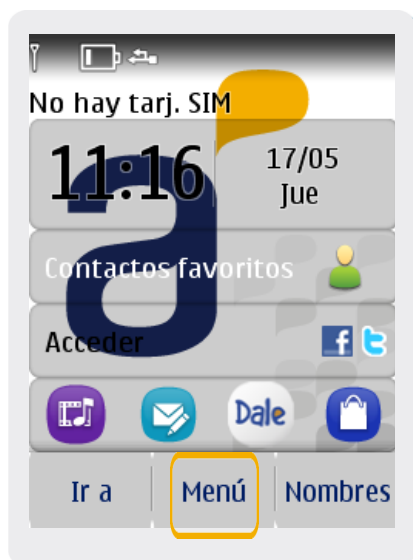 No hay tarj. SIM
11:16
17/05
Jue
Contactos favoritos
Acceder
f t
Dale
Ir a Menú Nombres